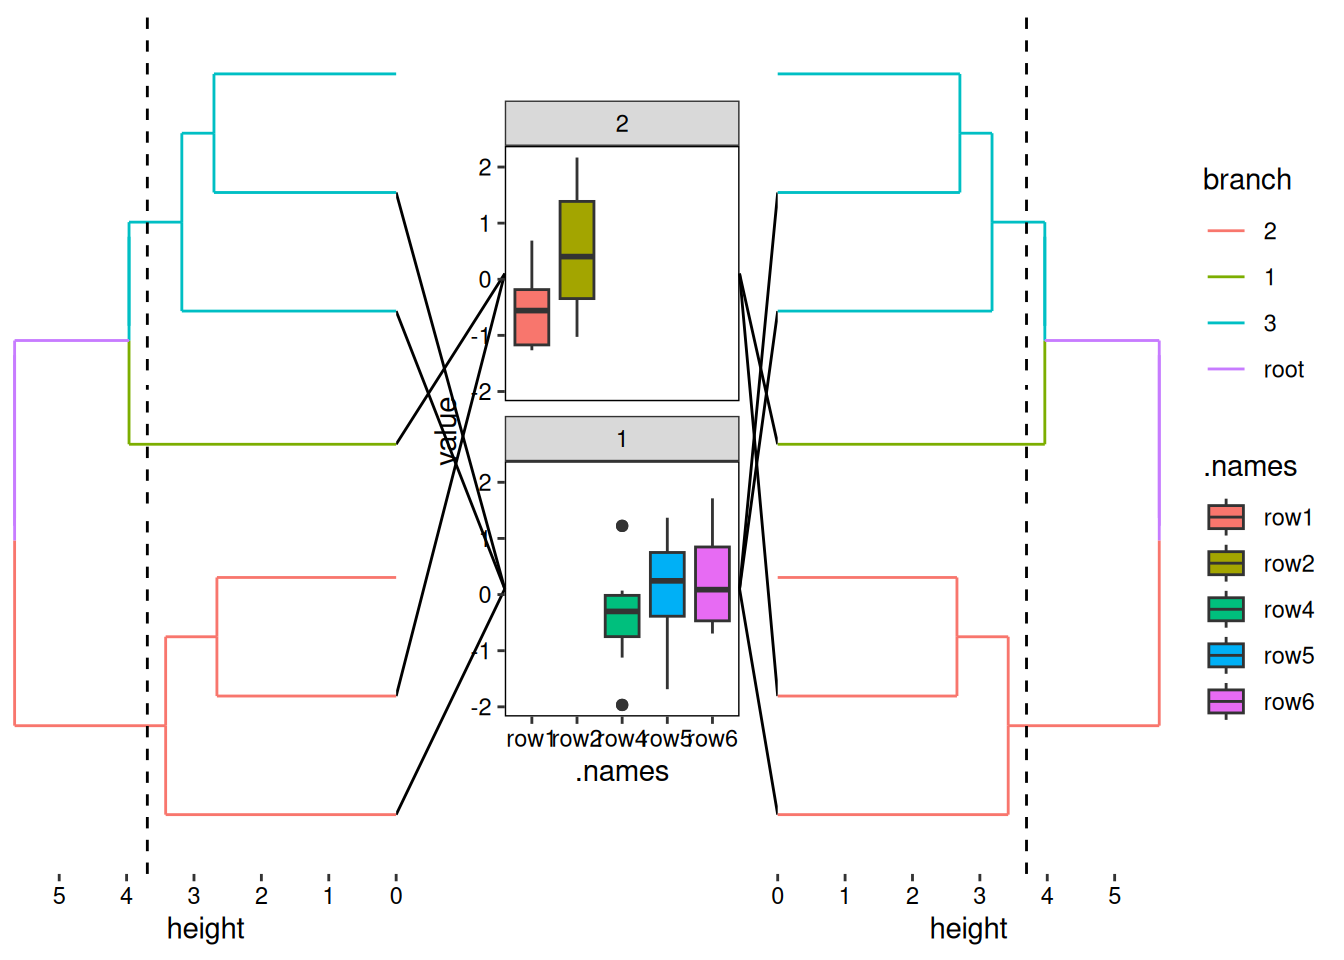 2
2
1
0
-1
-2
value
1
2
1
0
-1
-2
row1 row2 row4 row5 row6
.names
5 4 3 2 1 0
height
0 1 2 3 4 5
height
branch
2
1
3
root
.names
row1
row2
row4
row5
row6